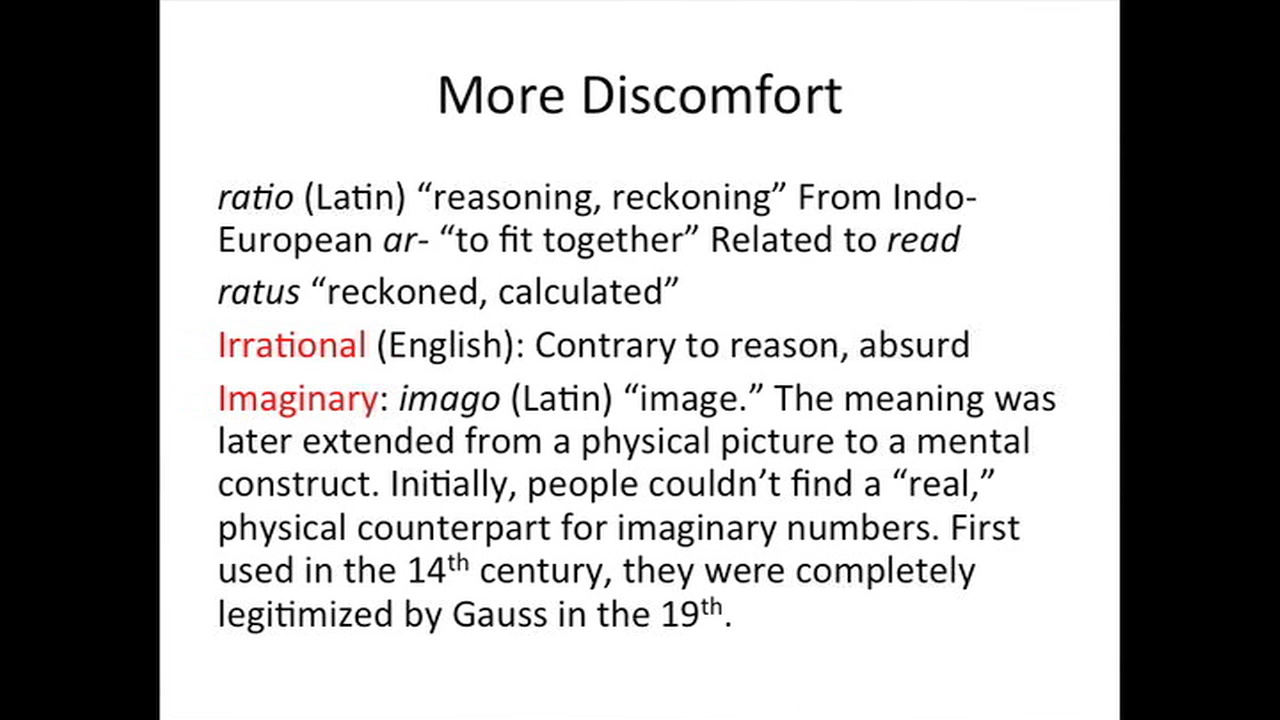 More Discomfort
ratio (Latin) “reasoning, reckoning” From Indo-
European ar- “to fit together” Related to read
ratus “reckoned, calculated”
Irrational (English): Contrary to reason, absurd
Imaginary: imago (Latin) “image.” The meaning was
later extended from a physical picture to a mental
construct. Initially, people couldn’t find a “real,”
physical counterpart for imaginary numbers. First
used in the 14th century, they were completely
legitimized by Gauss in the 19th.